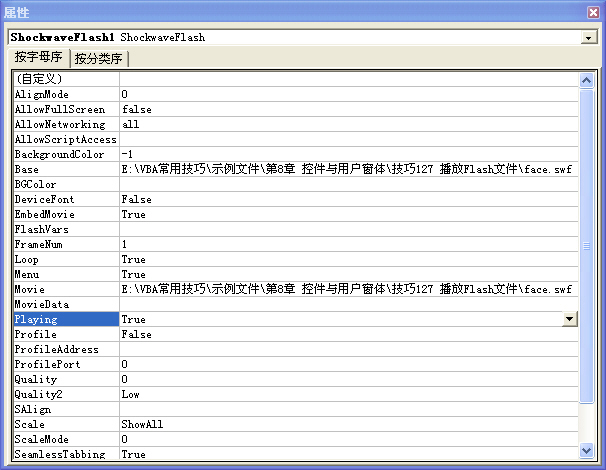 属性
ShockwaveFlash1 ShockwaveFlash
按字母序 按分类序
(自定义)
AlignMode 0
AllowFullScreen false
AllowNetworking all
AllowScriptAccess
BackgroundColor -1
Base E:\VBA常用技巧\示例文件\第8章 控件与用户窗体\技巧127 播放Flash文件\face.swf
BGColor
DeviceFont False
EmbedMovie True
FlashVars
FrameNum 1
Loop True
Menu True
Movie E:\VBA常用技巧\示例文件\第8章 控件与用户窗体\技巧127 播放Flash文件\face.swf
MovieData
Playing True
Profile False
ProfileAddress
ProfilePort 0
Quality 0
Quality2 Low
SAlign
Scale ShowAll
ScaleMode 0
SeamlessTabbing True